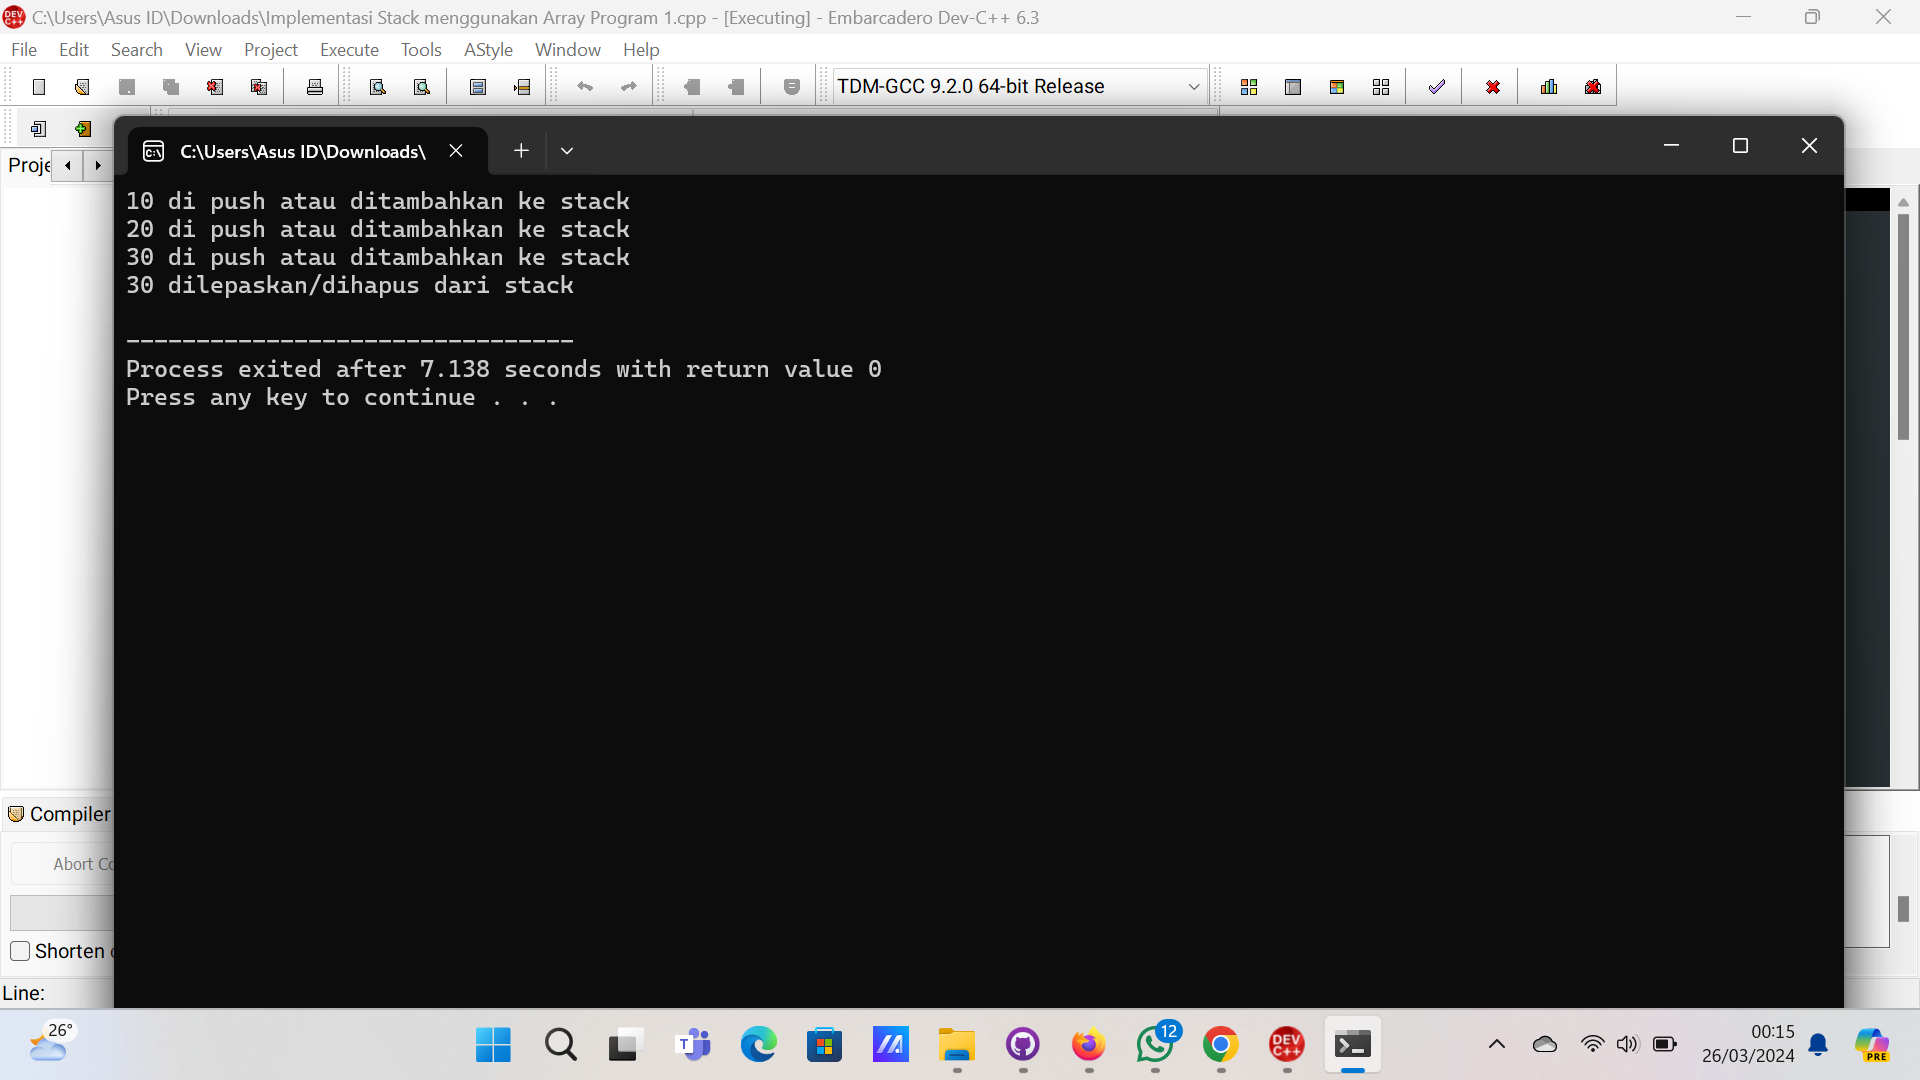 C:\Users\Asus ID\Downloads\Implementasi Stack menggunakan Array Program 1.cpp - [Executing] - Embarcadero Dev-C++ 6.3
File Edit Search View Project Execute Tools AStyle Window Help
TDM-GCC 9.2.0 64-bit Release
Proje
C:\Users\Asus ID\Downloads\
10 di push atau ditambahkan ke stack
20 di push atau ditambahkan ke stack
30 di push atau ditambahkan ke stack
30 dilepaskan/dihapus dari stack
--------------------------------
Process exited after 7.138 seconds with return value 0
Press any key to continue . . .
Compiler
Abort Co
Shorten
Line:
26°
12
DEV C++
00:15
26/03/2024
PRE